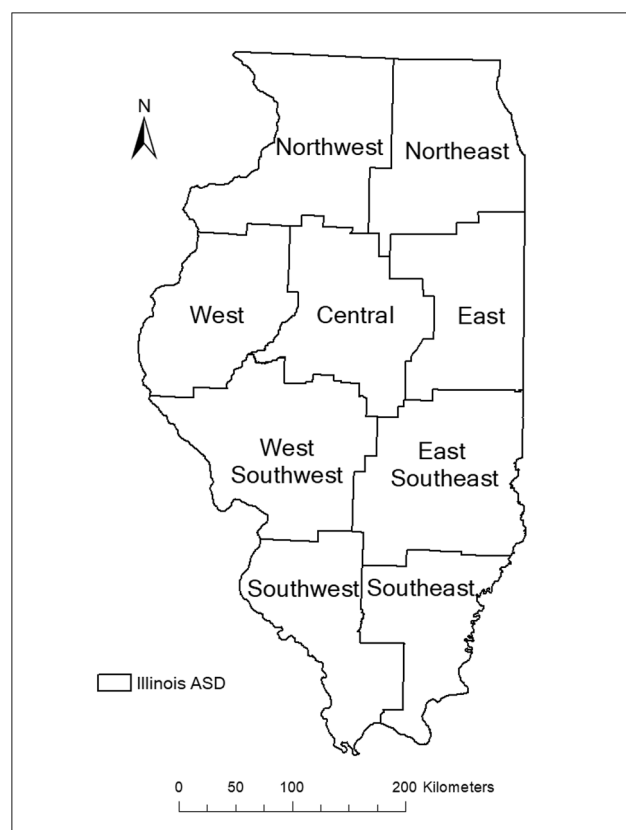 N
Northwest
Northeast
West
Central
East
West
Southwest
East
Southeast
Southwest
Southeast
Illinois ASD
0 50 100 200 Kilometers